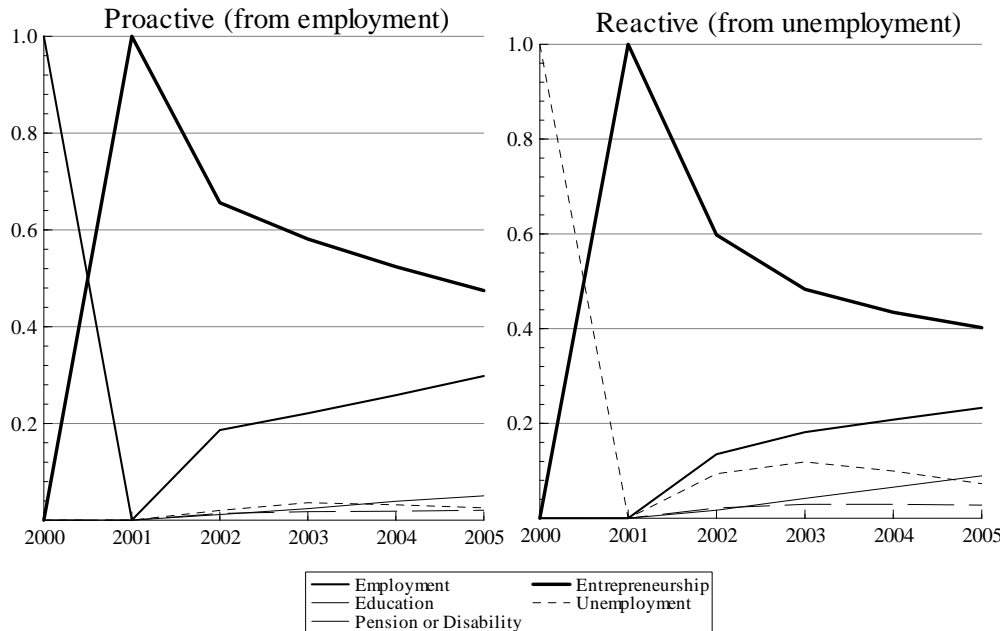 Proactive (from employment)
1.0
0.8
0.6
0.4
0.2
2000 2001 2002 2003 2004 2005
Reactive (from unemployment)
1.0
0.8
0.6
0.4
0.2
2000 2001 2002 2003 2004 2005
Employment
Education
Pension or Disability
Entrepreneurship
Unemployment